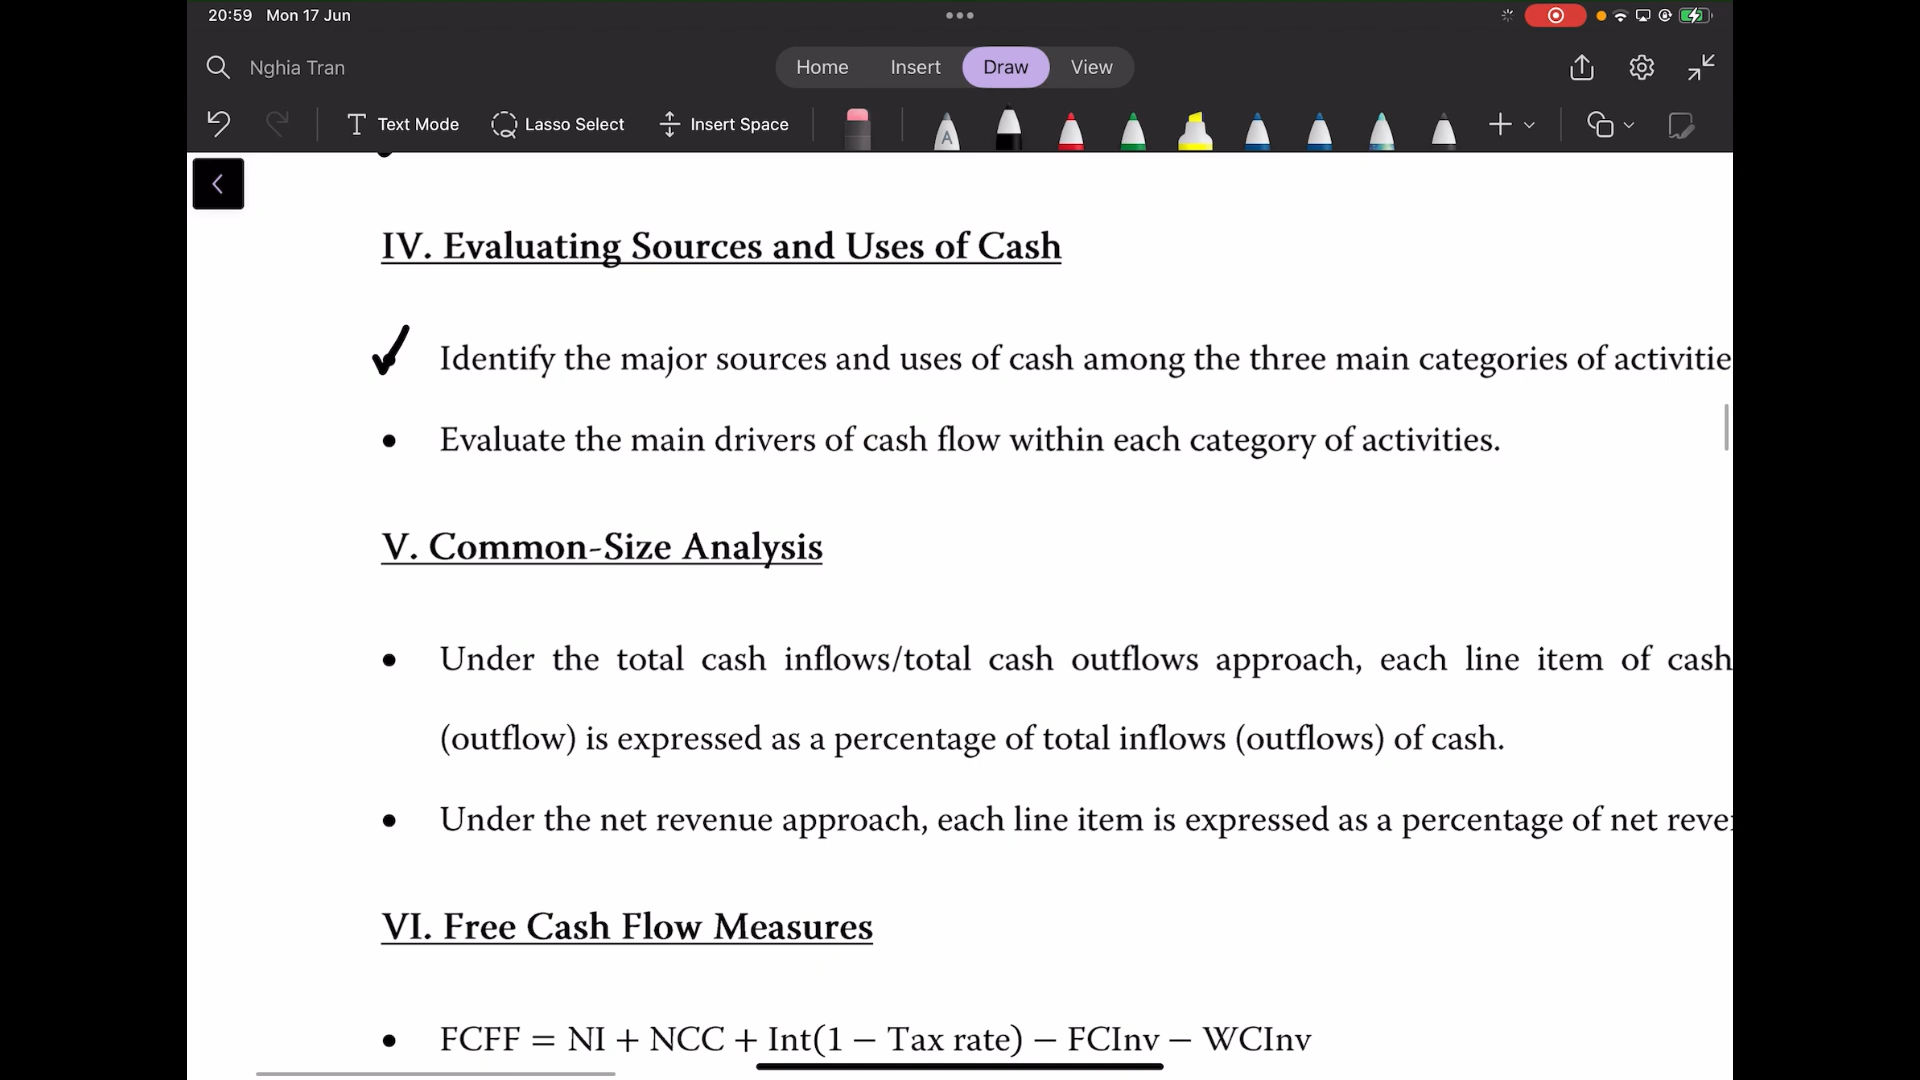 20:59 Mon 17 Jun
Nghia Tran
Home Insert Draw View
Text Mode Lasso Select Insert Space A
IV. Evaluating Sources and Uses of Cash
Identify the major sources and uses of cash among the three main categories of activitie
• Evaluate the main drivers of cash flow within each category of activities.
V. Common-Size Analysis
• Under the total cash inflows/total cash outflows approach, each line item of cash
(outflow) is expressed as a percentage of total inflows (outflows) of cash.
• Under the net revenue approach, each line item is expressed as a percentage of net reve
VI. Free Cash Flow Measures
• FCFF = NI + NCC + Int(1 − Tax rate) − FCInv − WCInv